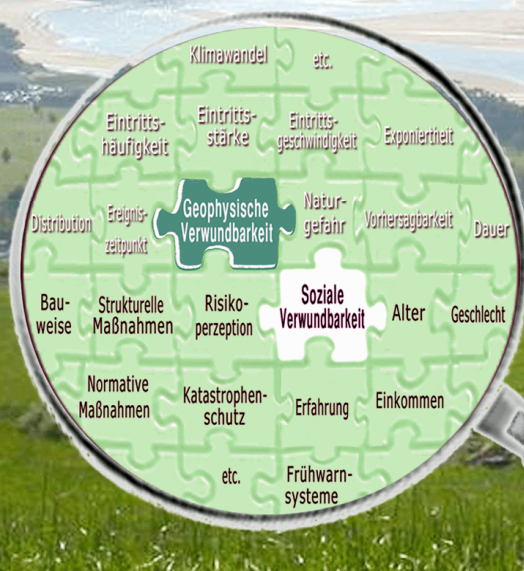 Klimawandel
etc.
Eintritts-
häufigkeit
Eintritts-
stärke
Eintritts-
geschwindigkeit
Exponiertheit
Distribution
Ereignis-
zeitpunkt
Geophysische
Verwundbarkeit
Natur-
gefahr
Vorhersagbarkeit
Dauer
Bau-
weise
Strukturelle
Maßnahmen
Risiko-
perzeption
Soziale
Verwundbarkeit
Alter
Geschlecht
Normative
Maßnahmen
Katastrophen-
schutz
Erfahrung
Einkommen
etc.
Frühwarn-
systeme